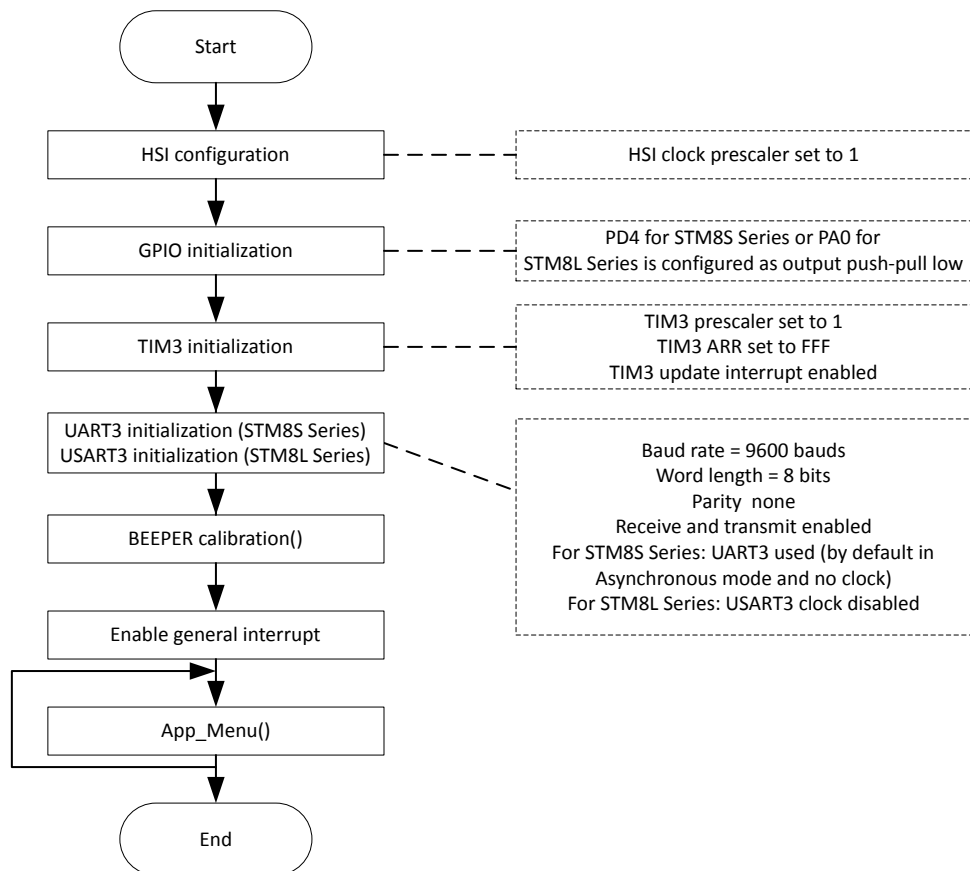 Start
HSI configuration
HSI clock prescaler set to 1
GPIO initialization
PD4 for STM8S Series or PA0 for
STM8L Series is configured as output push-pull low
TIM3 initialization
TIM3 prescaler set to 1
TIM3 ARR set to FFF
TIM3 update interrupt enabled
UART3 initialization (STM8S Series)
USART3 initialization (STM8L Series)
Baud rate = 9600 bauds
Word length = 8 bits
Parity none
Receive and transmit enabled
For STM8S Series: UART3 used (by default in
Asynchronous mode and no clock)
For STM8L Series: USART3 clock disabled
BEEPER calibration()
Enable general interrupt
App_Menu()
End